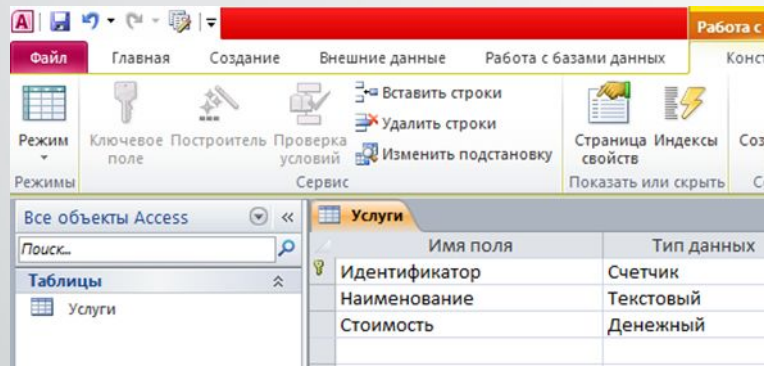 A
Работа с
Файл Главная Создание Внешние данные Работа с базами данных Конст
Режим
Ключевое поле
Построитель
Проверка условий
Вставить строки
Удалить строки
Изменить подстановку
Страница свойств
Индексы
Соз
Режимы Сервис Показать или скрыть С
Все объекты Access « Услуги
Поиск...
Таблицы
Услуги
Имя поля Тип данных
Идентификатор Счетчик
Наименование Текстовый
Стоимость Денежный